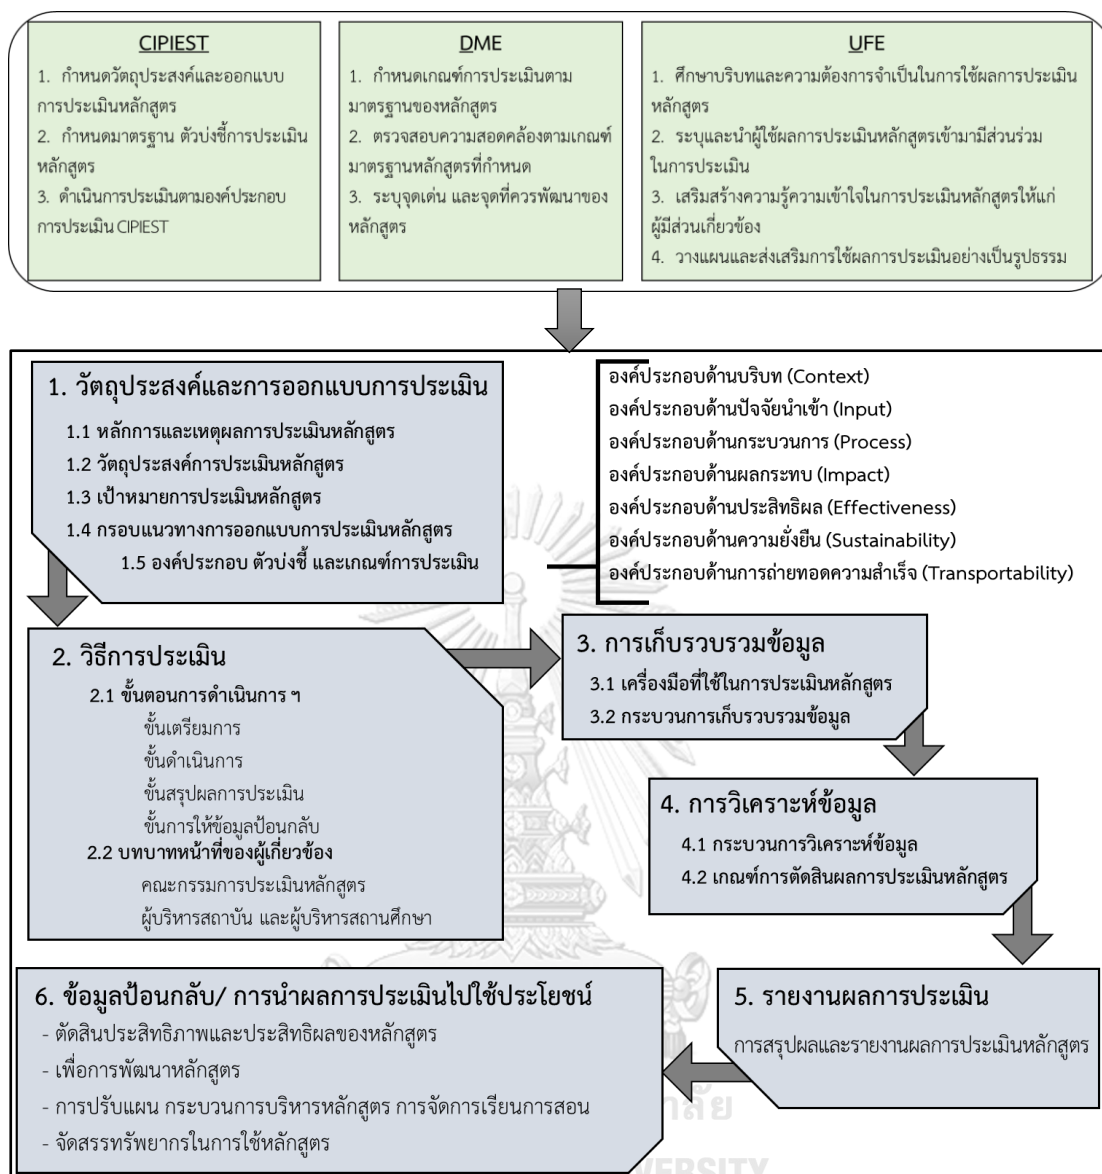 CIPIEST
1. กำหนดวัตถุประสงค์และออกแบบ
การประเมินหลักสูตร
2. กำหนดมาตรฐาน ตัวบ่งชี้การประเมิน
หลักสูตร
3. ดำเนินการประเมินตามองค์ประกอบ
การประเมิน CIPIEST
DME
1. กำหนดเกณฑ์การประเมินตาม
มาตรฐานของหลักสูตร
2. ตรวจสอบความสอดคล้องตามเกณฑ์
มาตรฐานหลักสูตรที่กำหนด
3. ระบุจุดเด่น และจุดที่ควรพัฒนาของ
หลักสูตร
UFE
1. ศึกษาบริบทและความต้องการจำเป็นในการใช้ผลการประเมิน
หลักสูตร
2. ระบุและนำผู้ใช้ผลการประเมินหลักสูตรเข้ามามีส่วนร่วม
ในการประเมิน
3. เสริมสร้างความรู้ความเข้าใจในการประเมินหลักสูตรให้แก่
ผู้มีส่วนเกี่ยวข้อง
4. วางแผนและส่งเสริมการใช้ผลการประเมินอย่างเป็นรูปธรรม
1. วัตถุประสงค์และการออกแบบการประเมิน
1.1 หลักการและเหตุผลการประเมินหลักสูตร
1.2 วัตถุประสงค์การประเมินหลักสูตร
1.3 เป้าหมายการประเมินหลักสูตร
1.4 กรอบแนวทางการออกแบบการประเมินหลักสูตร
1.5 องค์ประกอบ ตัวบ่งชี้ และเกณฑ์การประเมิน
องค์ประกอบด้านบริบท (Context)
องค์ประกอบด้านปัจจัยนำเข้า (Input)
องค์ประกอบด้านกระบวนการ (Process)
องค์ประกอบด้านผลกระทบ (Impact)
องค์ประกอบด้านประสิทธิผล (Effectiveness)
องค์ประกอบด้านความยั่งยืน (Sustainability)
องค์ประกอบด้านการถ่ายทอดความสำเร็จ (Transportability)
2. วิธีการประเมิน
2.1 ขั้นตอนการดำเนินการ ฯ
ขั้นเตรียมการ
ขั้นดำเนินการ
ขั้นสรุปผลการประเมิน
ขั้นการให้ข้อมูลป้อนกลับ
2.2 บทบาทหน้าที่ของผู้เกี่ยวข้อง
คณะกรรมการประเมินหลักสูตร
ผู้บริหารสถาบัน และผู้บริหารสถานศึกษา
3. การเก็บรวบรวมข้อมูล
3.1 เครื่องมือที่ใช้ในการประเมินหลักสูตร
3.2 กระบวนการเก็บรวบรวมข้อมูล
4. การวิเคราะห์ข้อมูล
4.1 กระบวนการวิเคราะห์ข้อมูล
4.2 เกณฑ์การตัดสินผลการประเมินหลักสูตร
5. รายงานผลการประเมิน
การสรุปผลและรายงานผลการประเมินหลักสูตร
6. ข้อมูลป้อนกลับ/ การนำผลการประเมินไปใช้ประโยชน์
- ตัดสินประสิทธิภาพและประสิทธิผลของหลักสูตร
- เพื่อการพัฒนาหลักสูตร
- การปรับแผน กระบวนการบริหารหลักสูตร การจัดการเรียนการสอน
- จัดสรรทรัพยากรในการใช้หลักสูตร